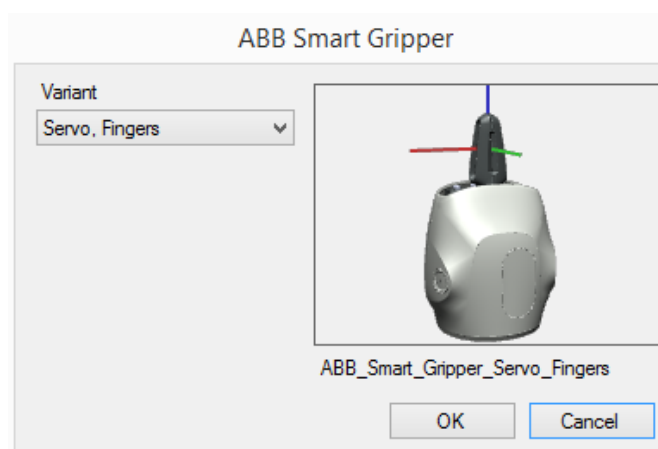 ABB Smart Gripper
Variant
Servo, Fingers
ABB_Smart_Gripper_Servo_Fingers
OK
Cancel